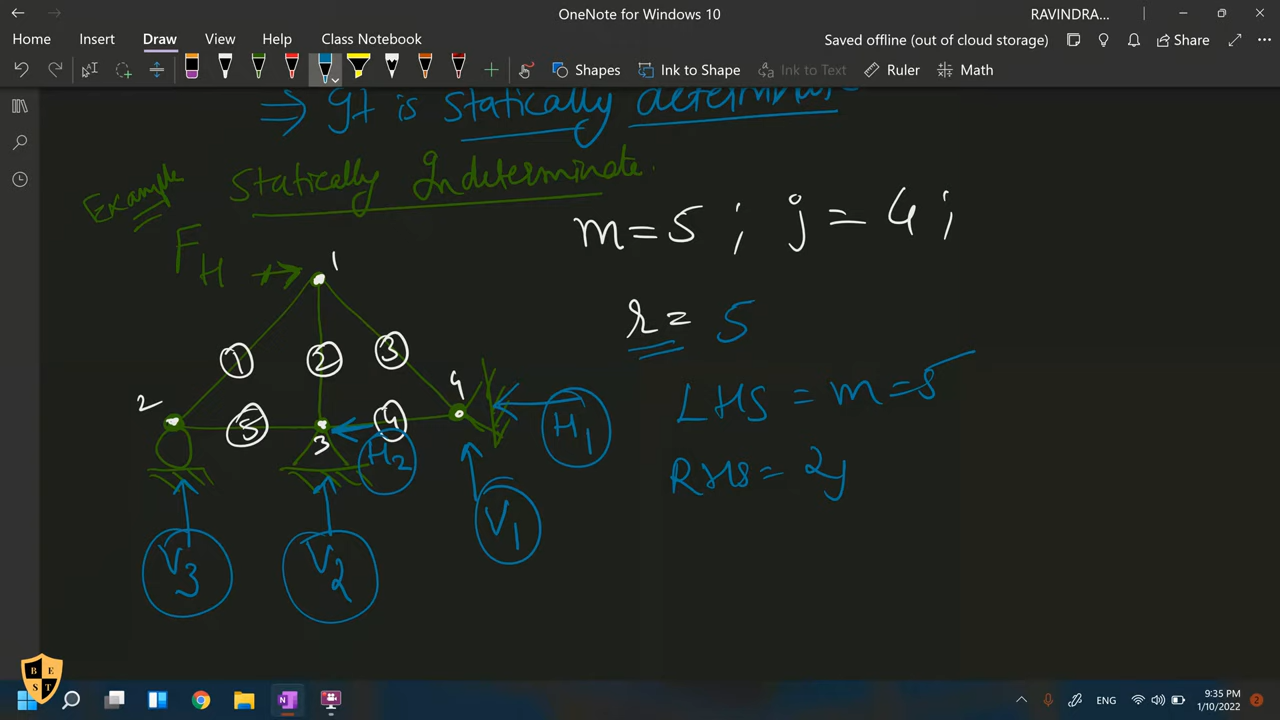 OneNote for Windows 10
RAVINDRA...
Home Insert Draw View Help Class Notebook
Saved offline (out of cloud storage)
Share
Shapes
Ink to Shape
Ink to Text
Ruler
Math
⇒ It is statically determinate
Example Statically Indeterminate.
m=5 ; j=4 ;
FH
1
r= 5
1 2 3
2 4
LHS = m=5
5 3 4 H1
H2
RHS = 2j
V1
V3 V2
BEST
ENG
9:35 PM
1/10/2022
2